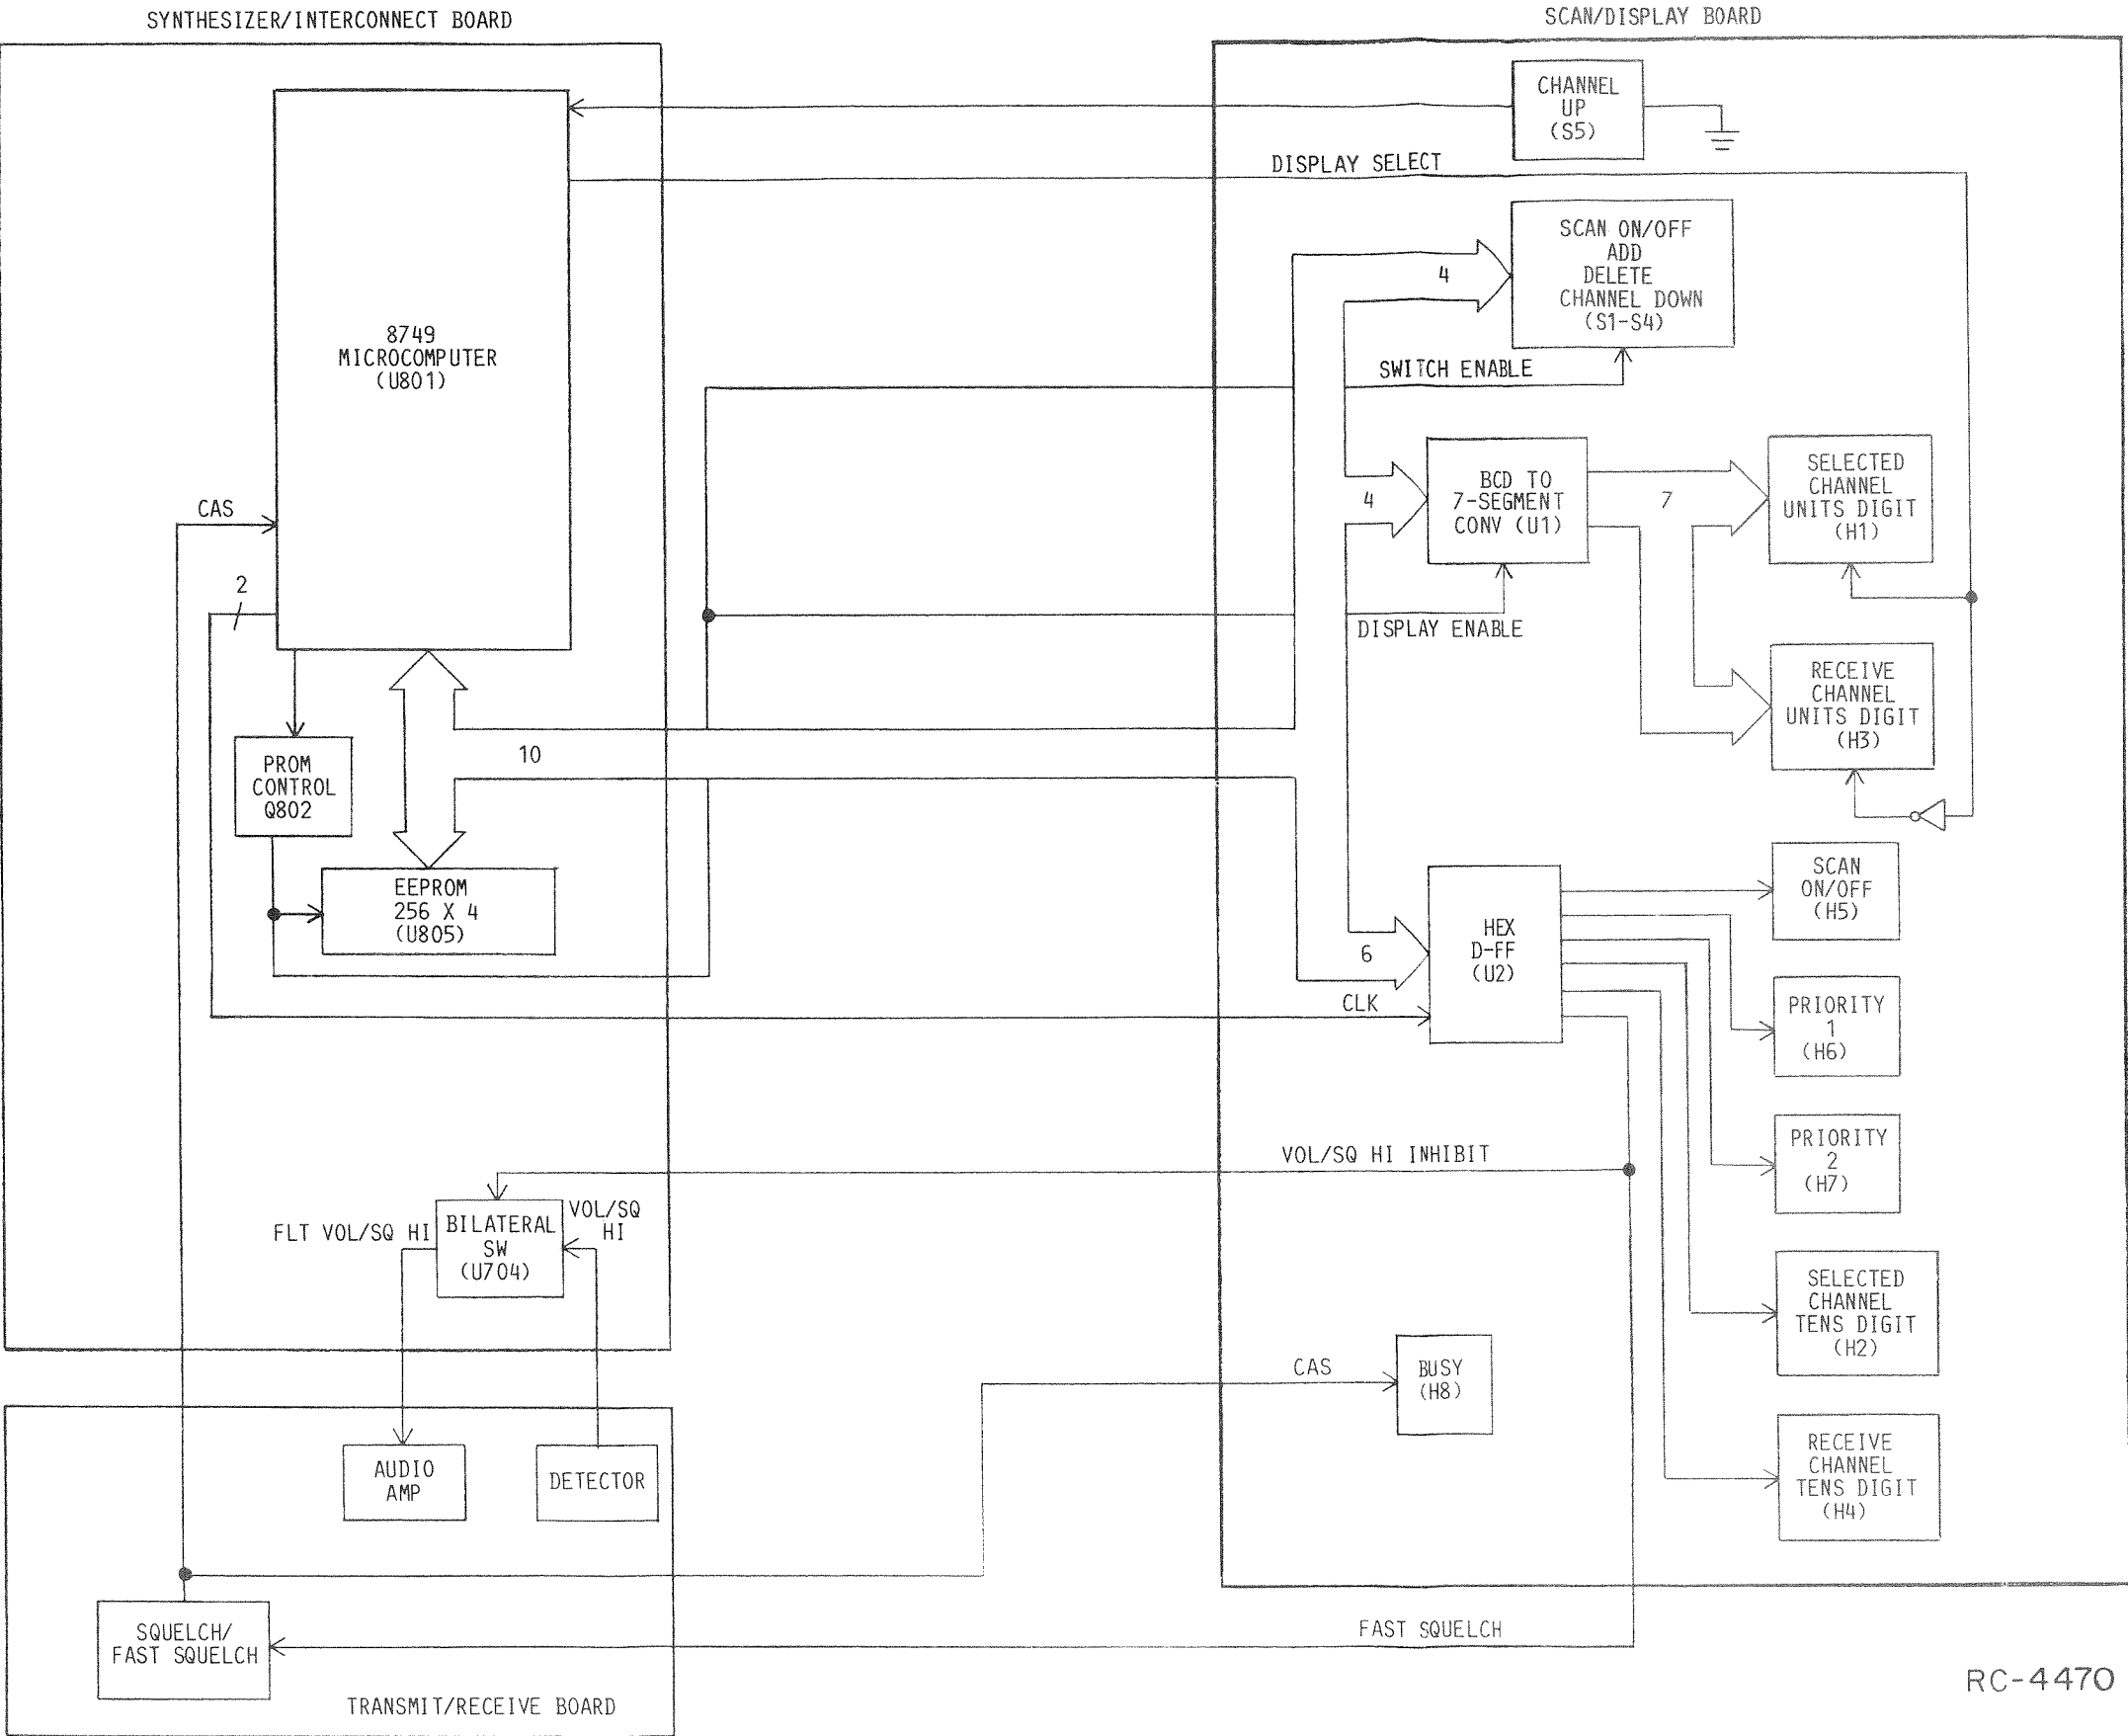 SYNTHESIZER/INTERCONNECT BOARD
SCAN/DISPLAY BOARD
CHANNEL
UP
(S5)
DISPLAY SELECT
SCAN ON/OFF
ADD
DELETE
CHANNEL DOWN
(S1-S4)
4
8749
MICROCOMPUTER
(U801)
SWITCH ENABLE
CAS
BCD TO
7-SEGMENT
CONV (U1)
4
7
SELECTED
CHANNEL
UNITS DIGIT
(H1)
2
DISPLAY ENABLE
RECEIVE
CHANNEL
UNITS DIGIT
(H3)
10
PROM
CONTROL
Q802
EEPROM
256 X 4
(U805)
SCAN
ON/OFF
(H5)
HEX
D-FF
(U2)
6
CLK
PRIORITY
1
(H6)
PRIORITY
2
(H7)
VOL/SQ HI INHIBIT
FLT VOL/SQ HI
BILATERAL
SW
(U704)
VOL/SQ
HI
SELECTED
CHANNEL
TENS DIGIT
(H2)
CAS
BUSY
(H8)
RECEIVE
CHANNEL
TENS DIGIT
(H4)
AUDIO
AMP
DETECTOR
SQUELCH/
FAST SQUELCH
FAST SQUELCH
TRANSMIT/RECEIVE BOARD
RC-4470